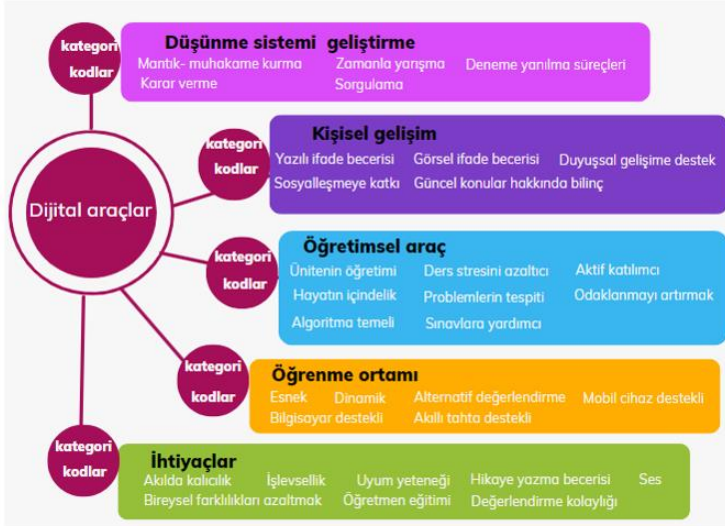 Dijital araçlar
kategori
kodlar
Düşünme sistemi geliştirme
Mantık- muhakame kurma Zamanla yarışma Deneme yanılma süreçleri
Karar verme Sorgulama
kategori
kodlar
Kişisel gelişim
Yazılı ifade becerisi Görsel ifade becerisi Duyuşsal gelişime destek
Sosyalleşmeye katkı Güncel konular hakkında bilinç
kategori
kodlar
Öğretimsel araç
Ünitenin öğretimi Ders stresini azaltıcı Aktif katılımcı
Hayatın içindelik Problemlerin tespiti Odaklanmayı artırmak
Algoritma temeli Sınavlara yardımcı
kategori
kodlar
Öğrenme ortamı
Esnek Dinamik Alternatif değerlendirme Mobil cihaz destekli
Bilgisayar destekli Akıllı tahta destekli
kategori
kodlar
İhtiyaçlar
Akılda kalıcılık İşlevsellik Uyum yeteneği Hikaye yazma becerisi Ses
Bireysel farklılıkları azaltmak Öğretmen eğitimi Değerlendirme kolaylığı